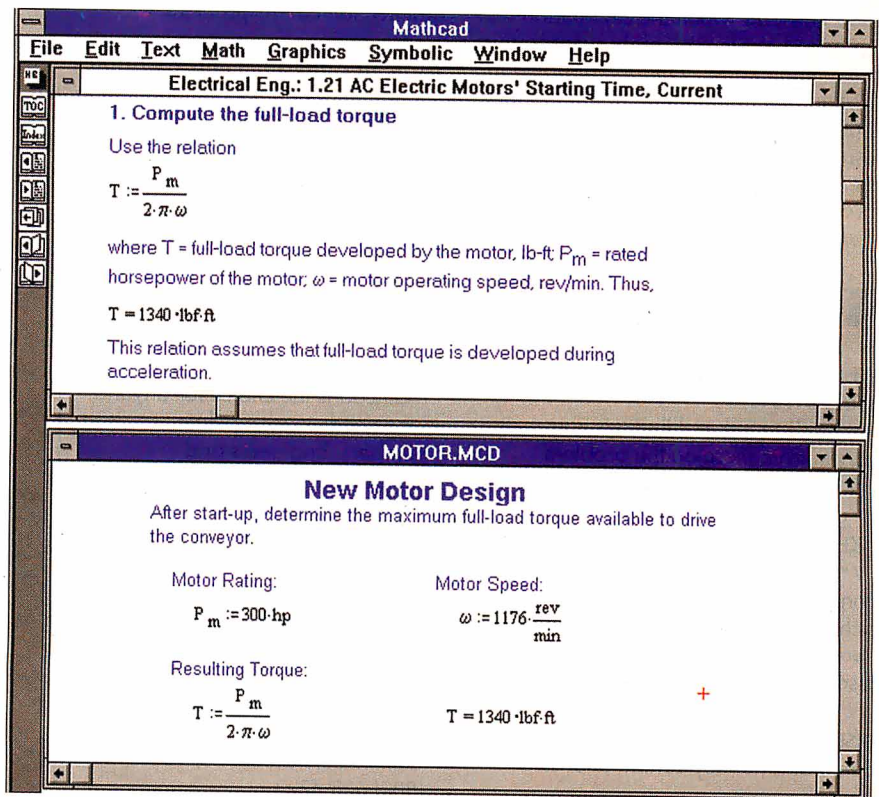 Mathcad
File Edit Text Math Graphics Symbolic Window Help
Electrical Eng.: 1.21 AC Electric Motors' Starting Time, Current
TOC
Index
1. Compute the full-load torque
Use the relation
T := P m / 2·π·ω
where T = full-load torque developed by the motor, lb-ft; Pm = rated
horsepower of the motor; ω = motor operating speed, rev/min. Thus,
T = 1340 ·lbf·ft
This relation assumes that full-load torque is developed during
acceleration.
MOTOR.MCD
New Motor Design
After start-up, determine the maximum full-load torque available to drive
the conveyor.
Motor Rating: Motor Speed:
P m := 300·hp ω := 1176· rev / min
Resulting Torque:
T := P m / 2·π·ω T = 1340 ·lbf·ft